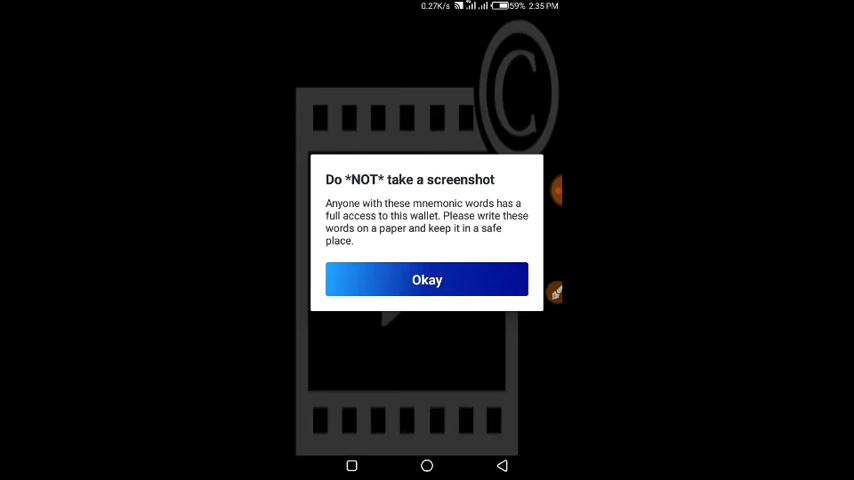 0.27K/s 59% 2:35 PM
C
Do *NOT* take a screenshot
Anyone with these mnemonic words has a
full access to this wallet. Please write these
words on a paper and keep it in a safe
place.
Okay